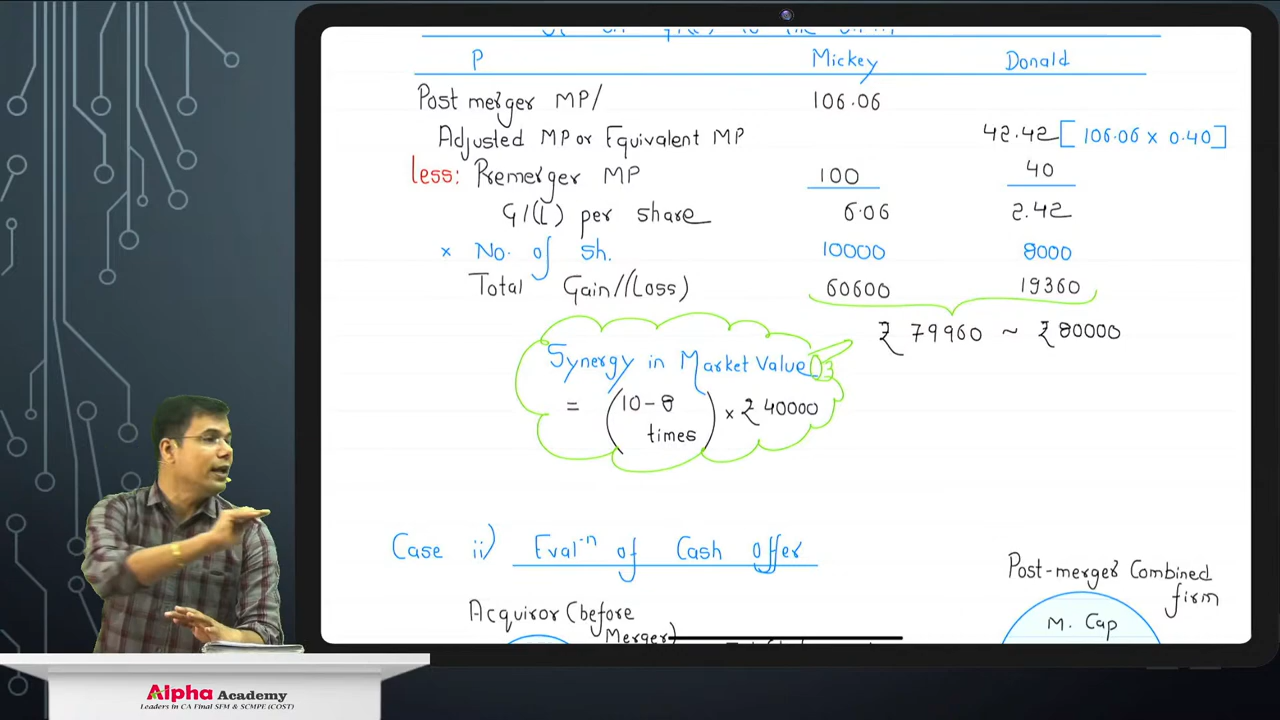 P Mickey Donald
Post merger MP/ 106.06
Adjusted MP or Equivalent MP 42.42 [106.06 x 0.40]
less: Premerger MP 100 40
G/(L) per share 6.06 2.42
x No. of Sh. 10000 8000
Total Gain/(Loss) 60600 19360
₹ 79960 ~ ₹ 80000
Synergy in Market Value
= (10-8 times) x ₹ 40000
Case ii) Eval-n of Cash Offer
Post-merger Combined
firm
Acquiror (before
Merger)
M. Cap
Alpha Academy
Leaders in CA Final SFM & SCMPE (COST)